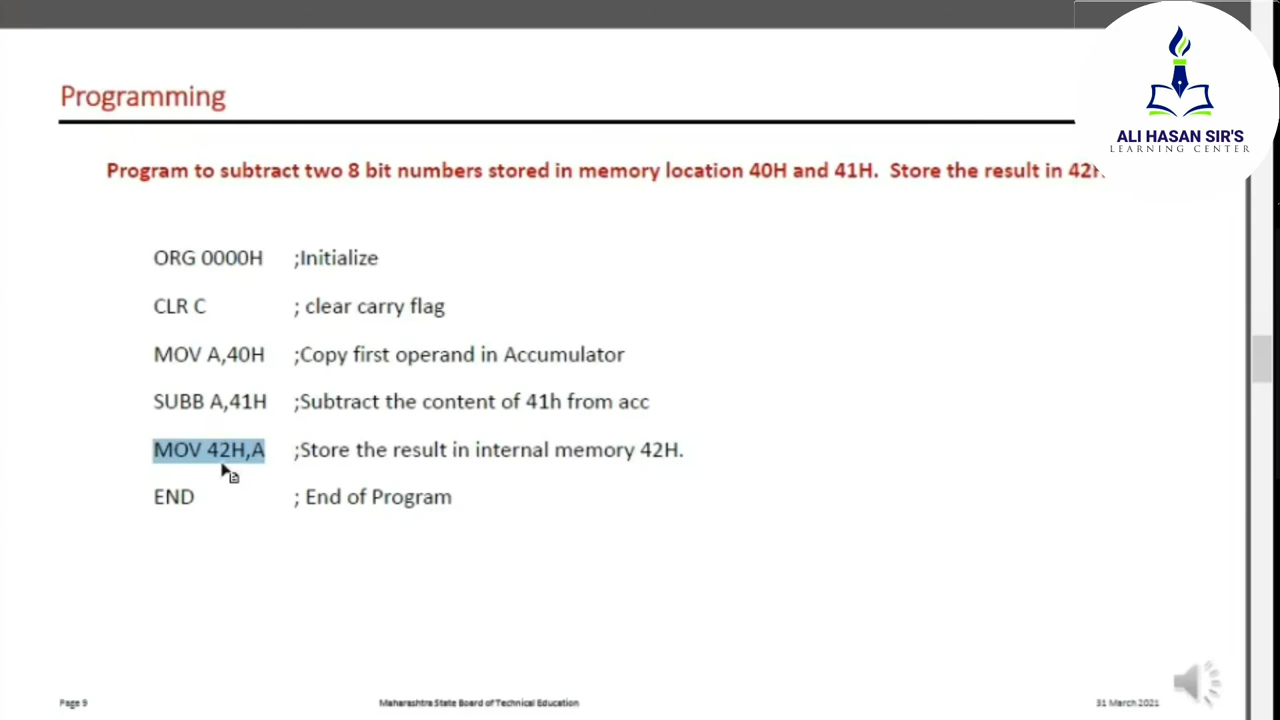 ALI HASAN SIR'S
LEARNING CENTER
Programming
Program to subtract two 8 bit numbers stored in memory location 40H and 41H. Store the result in 42H.
ORG 0000H ;Initialize
CLR C ; clear carry flag
MOV A,40H ;Copy first operand in Accumulator
SUBB A,41H ;Subtract the content of 41h from acc
MOV 42H,A ;Store the result in internal memory 42H.
END ; End of Program
Page 9 Maharashtra State Board of Technical Education 31 March 2021